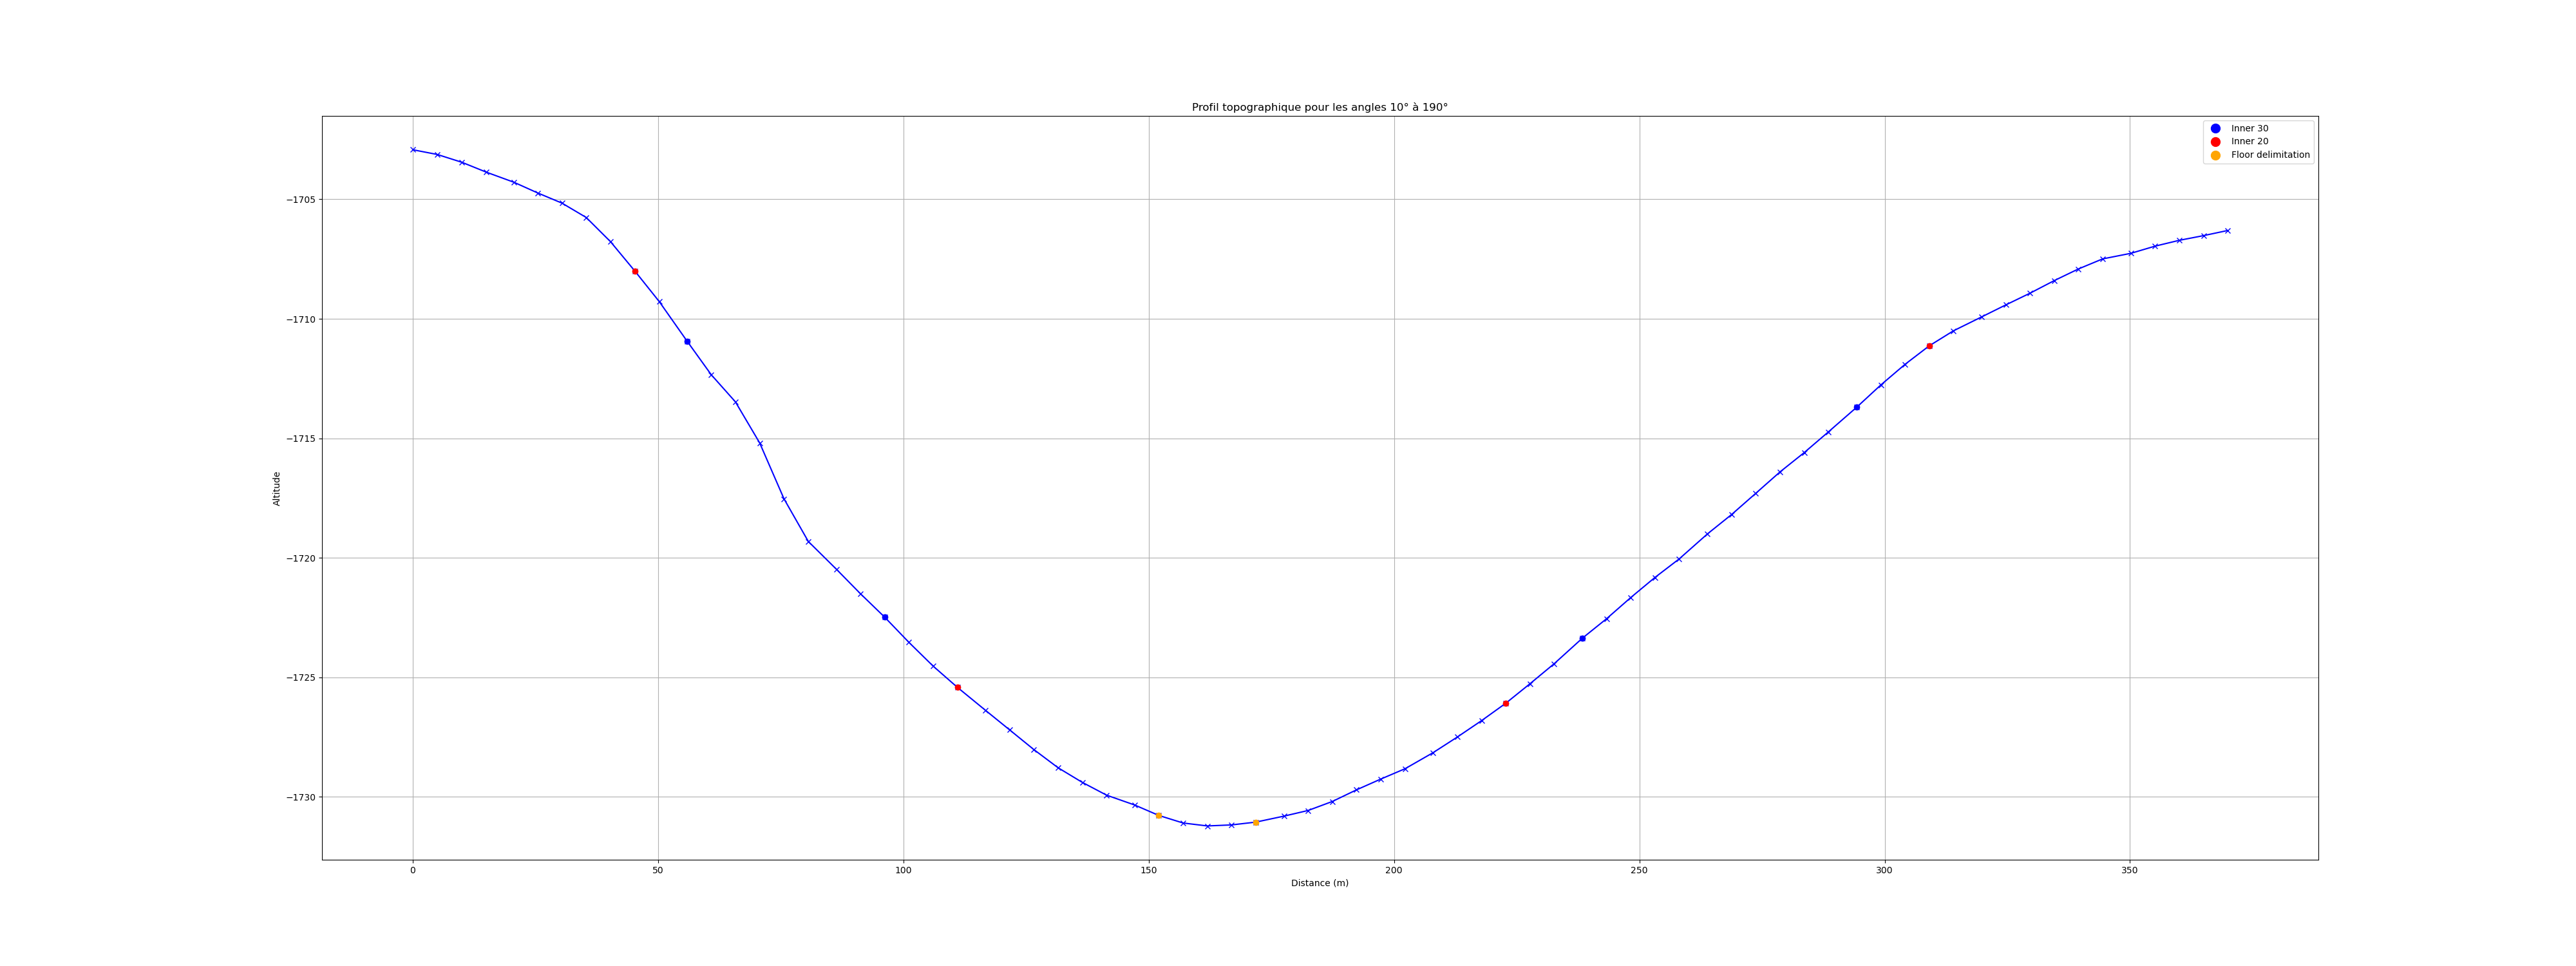 Profil topographique pour les angles 10° à 190°
Inner 30
Inner 20
Floor delimitation
Altitude
−1705
−1710
−1715
−1720
−1725
−1730
0 50 100 150 200 250 300 350
Distance (m)